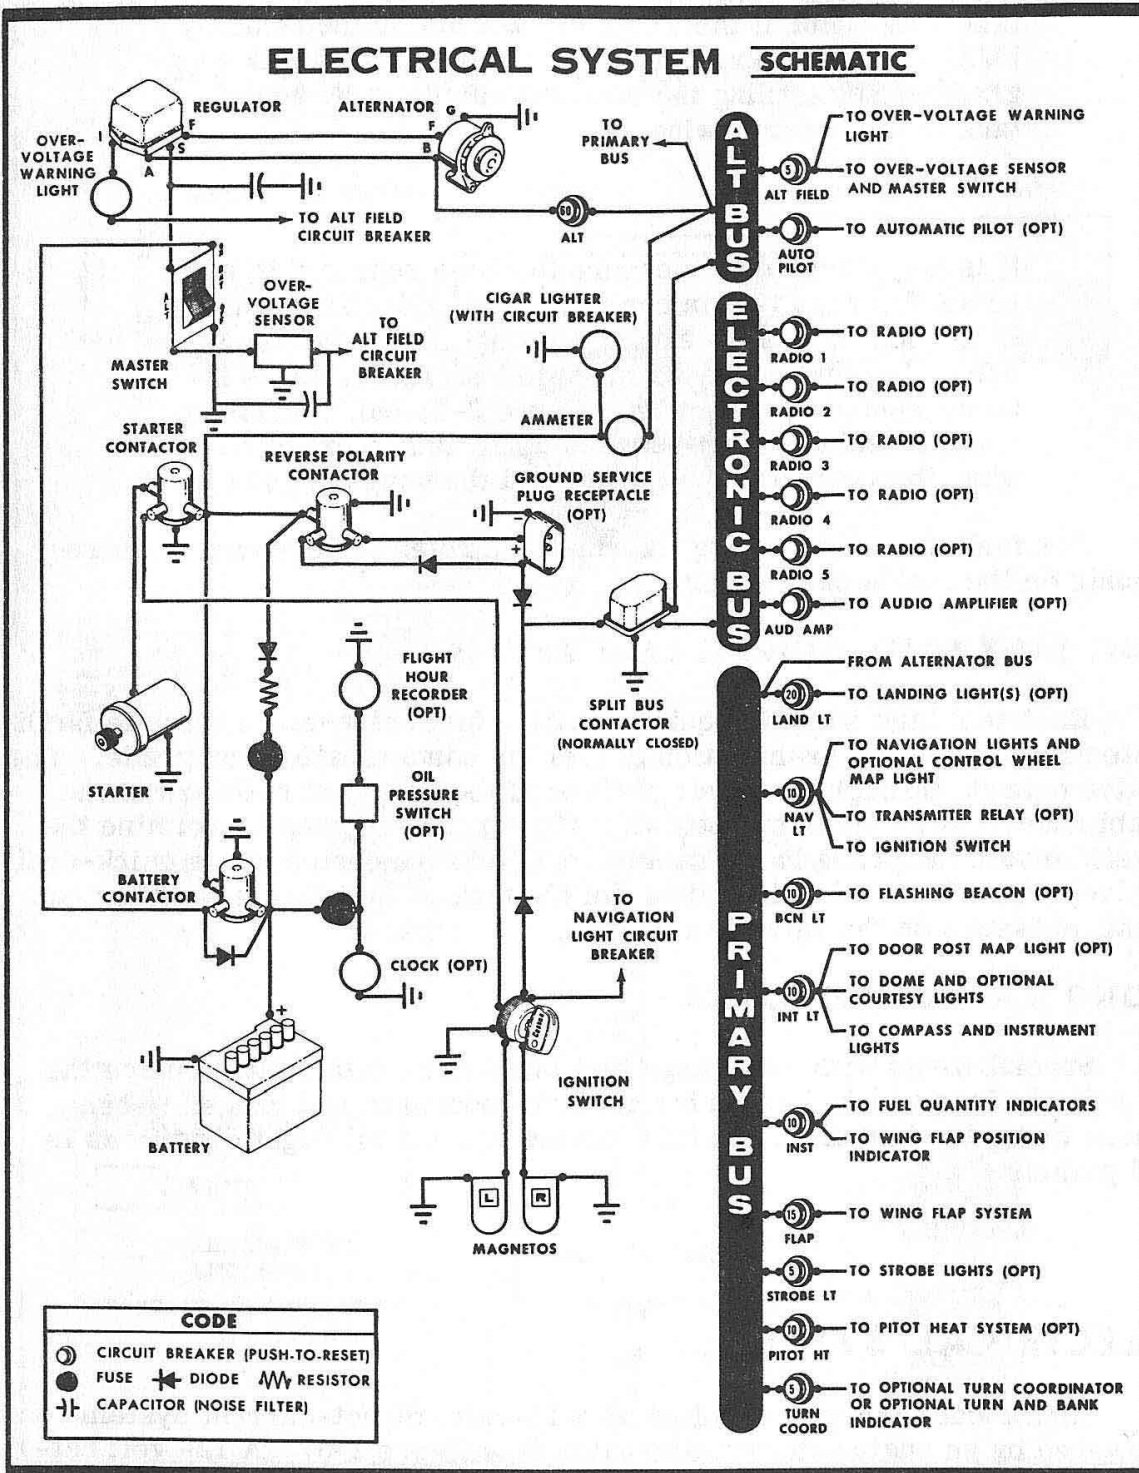 ELECTRICAL SYSTEM SCHEMATIC
REGULATOR
ALTERNATOR
G
I
F
S
A
F
B
C
OVER-
VOLTAGE
WARNING
LIGHT
TO ALT FIELD
CIRCUIT BREAKER
TO
PRIMARY
BUS
60
ALT
ALT
BAT
MASTER
SWITCH
OVER-
VOLTAGE
SENSOR
TO
ALT FIELD
CIRCUIT
BREAKER
CIGAR LIGHTER
(WITH CIRCUIT BREAKER)
AMMETER
STARTER
CONTACTOR
REVERSE POLARITY
CONTACTOR
GROUND SERVICE
PLUG RECEPTACLE
(OPT)
−
+
FLIGHT
HOUR
RECORDER
(OPT)
SPLIT BUS
CONTACTOR
(NORMALLY CLOSED)
STARTER
OIL
PRESSURE
SWITCH
(OPT)
BATTERY
CONTACTOR
TO
NAVIGATION
LIGHT CIRCUIT
BREAKER
CLOCK (OPT)
+
−
BATTERY
IGNITION
SWITCH
L
R
MAGNETOS
CODE
CIRCUIT BREAKER (PUSH-TO-RESET)
FUSE DIODE RESISTOR
CAPACITOR (NOISE FILTER)
ALT BUS
5
ALT FIELD
TO OVER-VOLTAGE WARNING
LIGHT
TO OVER-VOLTAGE SENSOR
AND MASTER SWITCH
AUTO
PILOT
TO AUTOMATIC PILOT (OPT)
ELECTRONIC BUS
RADIO 1
TO RADIO (OPT)
RADIO 2
TO RADIO (OPT)
RADIO 3
TO RADIO (OPT)
RADIO 4
TO RADIO (OPT)
RADIO 5
TO RADIO (OPT)
AUD AMP
TO AUDIO AMPLIFIER (OPT)
PRIMARY BUS
FROM ALTERNATOR BUS
20
LAND LT
TO LANDING LIGHT(S) (OPT)
10
NAV
LT
TO NAVIGATION LIGHTS AND
OPTIONAL CONTROL WHEEL
MAP LIGHT
TO TRANSMITTER RELAY (OPT)
TO IGNITION SWITCH
10
BCN LT
TO FLASHING BEACON (OPT)
10
INT LT
TO DOOR POST MAP LIGHT (OPT)
TO DOME AND OPTIONAL
COURTESY LIGHTS
TO COMPASS AND INSTRUMENT
LIGHTS
10
INST
TO FUEL QUANTITY INDICATORS
TO WING FLAP POSITION
INDICATOR
15
FLAP
TO WING FLAP SYSTEM
5
STROBE LT
TO STROBE LIGHTS (OPT)
10
PITOT HT
TO PITOT HEAT SYSTEM (OPT)
5
TURN
COORD
TO OPTIONAL TURN COORDINATOR
OR OPTIONAL TURN AND BANK
INDICATOR